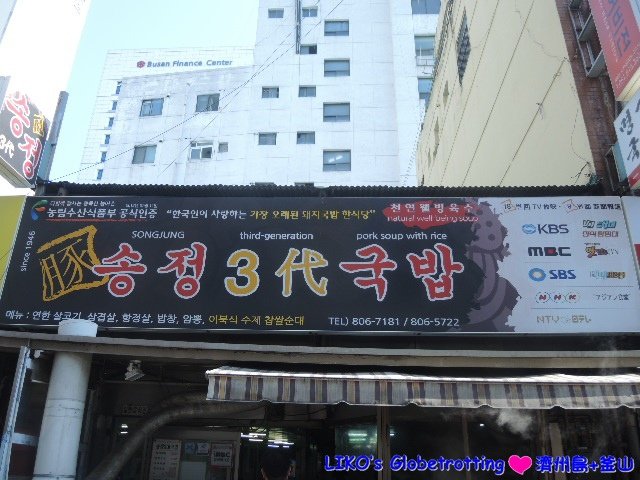 Busan Finance Center
농림수산식품부 공식인증
"한국인이 사랑하는 가장 오래된 돼지국밥 한식당"
천연웰빙육수
natural well being soup
since 1946
SONGJUNG third-generation pork soup with rice
豚 송정 3代국밥
KBS
MBC
SBS
NHK
NTV 日テレ
메뉴 : 연한 살코기, 삼겹살, 항정살, 밥창, 암뽕, 이북식 수제 찹쌀순대
TEL) 806-7181 / 806-5722
송정
LIKO's Globetrotting♥濟州島+釜山